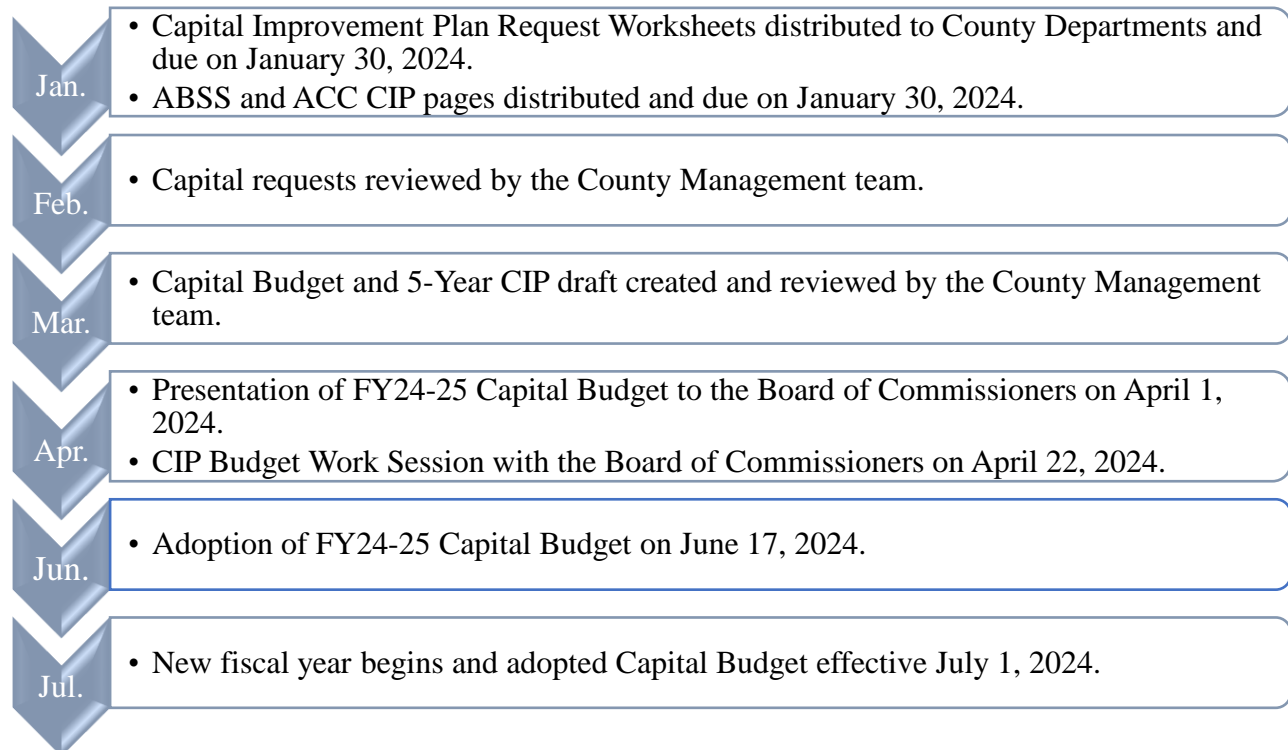 Jan.
• Capital Improvement Plan Request Worksheets distributed to County Departments and
due on January 30, 2024.
• ABSS and ACC CIP pages distributed and due on January 30, 2024.
Feb.
• Capital requests reviewed by the County Management team.
Mar.
• Capital Budget and 5-Year CIP draft created and reviewed by the County Management
team.
Apr.
• Presentation of FY24-25 Capital Budget to the Board of Commissioners on April 1,
2024.
• CIP Budget Work Session with the Board of Commissioners on April 22, 2024.
Jun.
• Adoption of FY24-25 Capital Budget on June 17, 2024.
Jul.
• New fiscal year begins and adopted Capital Budget effective July 1, 2024.